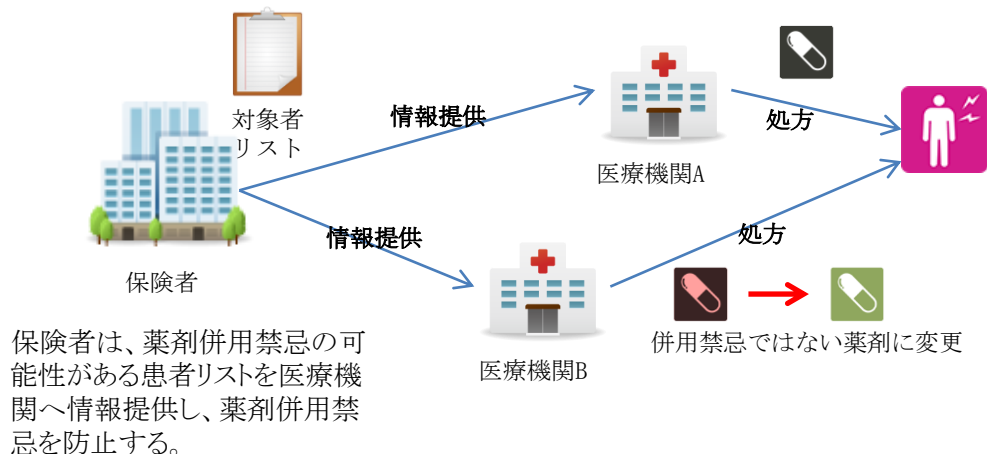 対象者
リスト
情報提供
処方
医療機関A
情報提供
処方
保険者
医療機関B
併用禁忌ではない薬剤に変更
保険者は、薬剤併用禁忌の可
能性がある患者リストを医療機
関へ情報提供し、薬剤併用禁
忌を防止する。